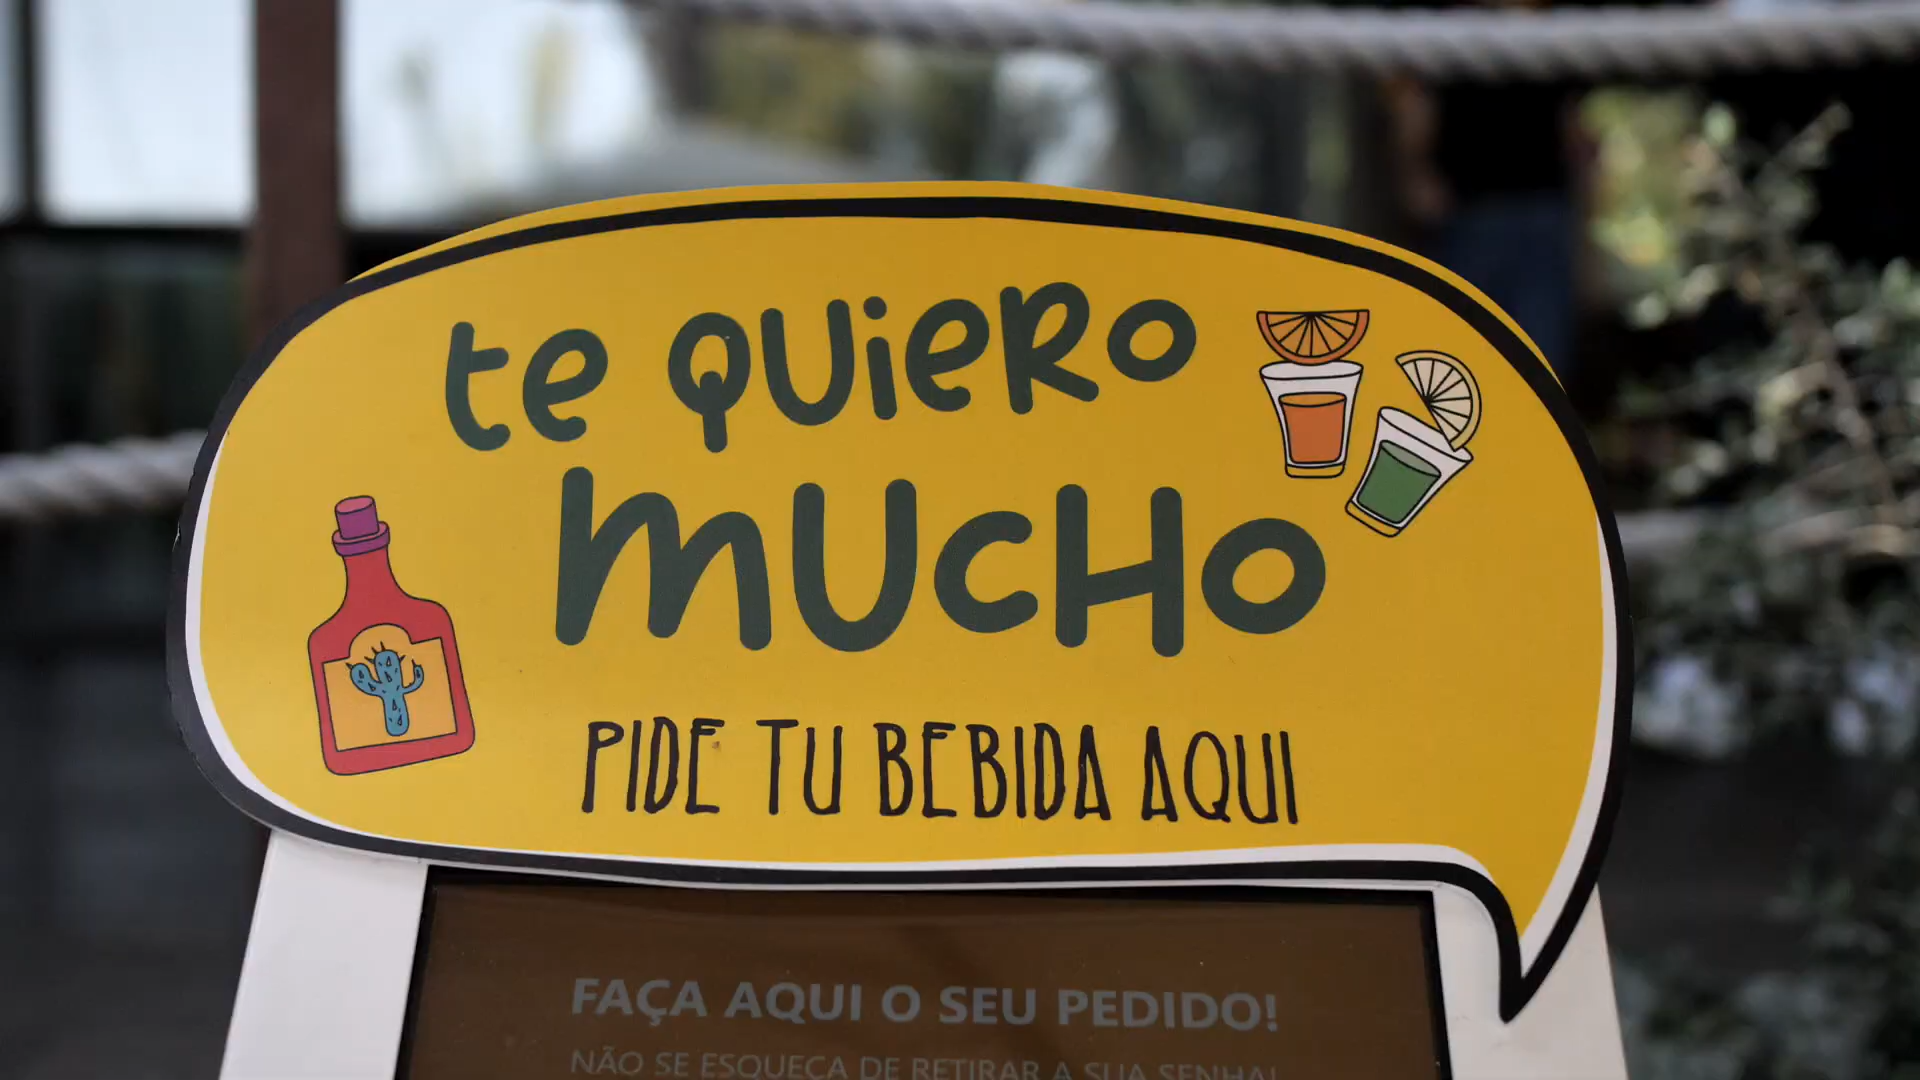 te QUieRo
MUCHO
PIDE TU BEBIDA AQUI
FAÇA AQUI O SEU PEDIDO!
NÃO SE ESQUEÇA DE RETIRAR A SUA SENHA!